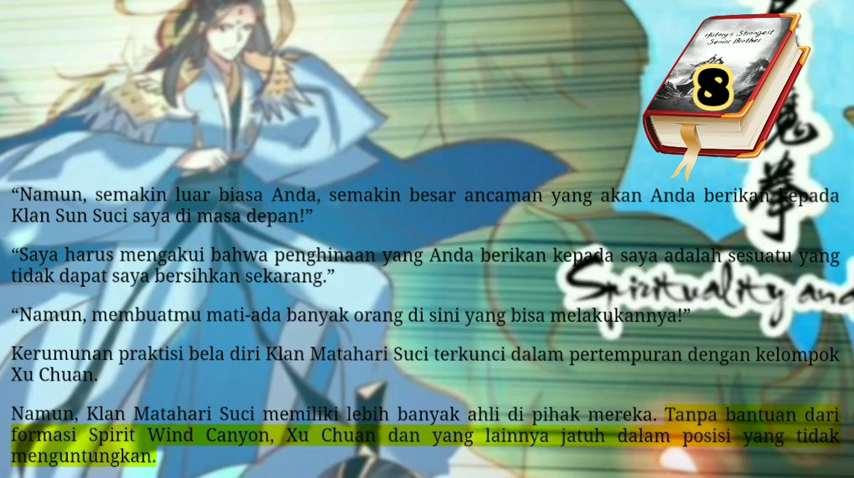 History's Strongest
Senior Brother
8
魔
拳
Spirituality and
“Namun, semakin luar biasa Anda, semakin besar ancaman yang akan Anda berikan kepada
Klan Sun Suci saya di masa depan!”
“Saya harus mengakui bahwa penghinaan yang Anda berikan kepada saya adalah sesuatu yang
tidak dapat saya bersihkan sekarang.”
“Namun, membuatmu mati-ada banyak orang di sini yang bisa melakukannya!”
Kerumunan praktisi bela diri Klan Matahari Suci terkunci dalam pertempuran dengan kelompok
Xu Chuan.
Namun, Klan Matahari Suci memiliki lebih banyak ahli di pihak mereka. Tanpa bantuan dari
formasi Spirit Wind Canyon, Xu Chuan dan yang lainnya jatuh dalam posisi yang tidak
menguntungkan.